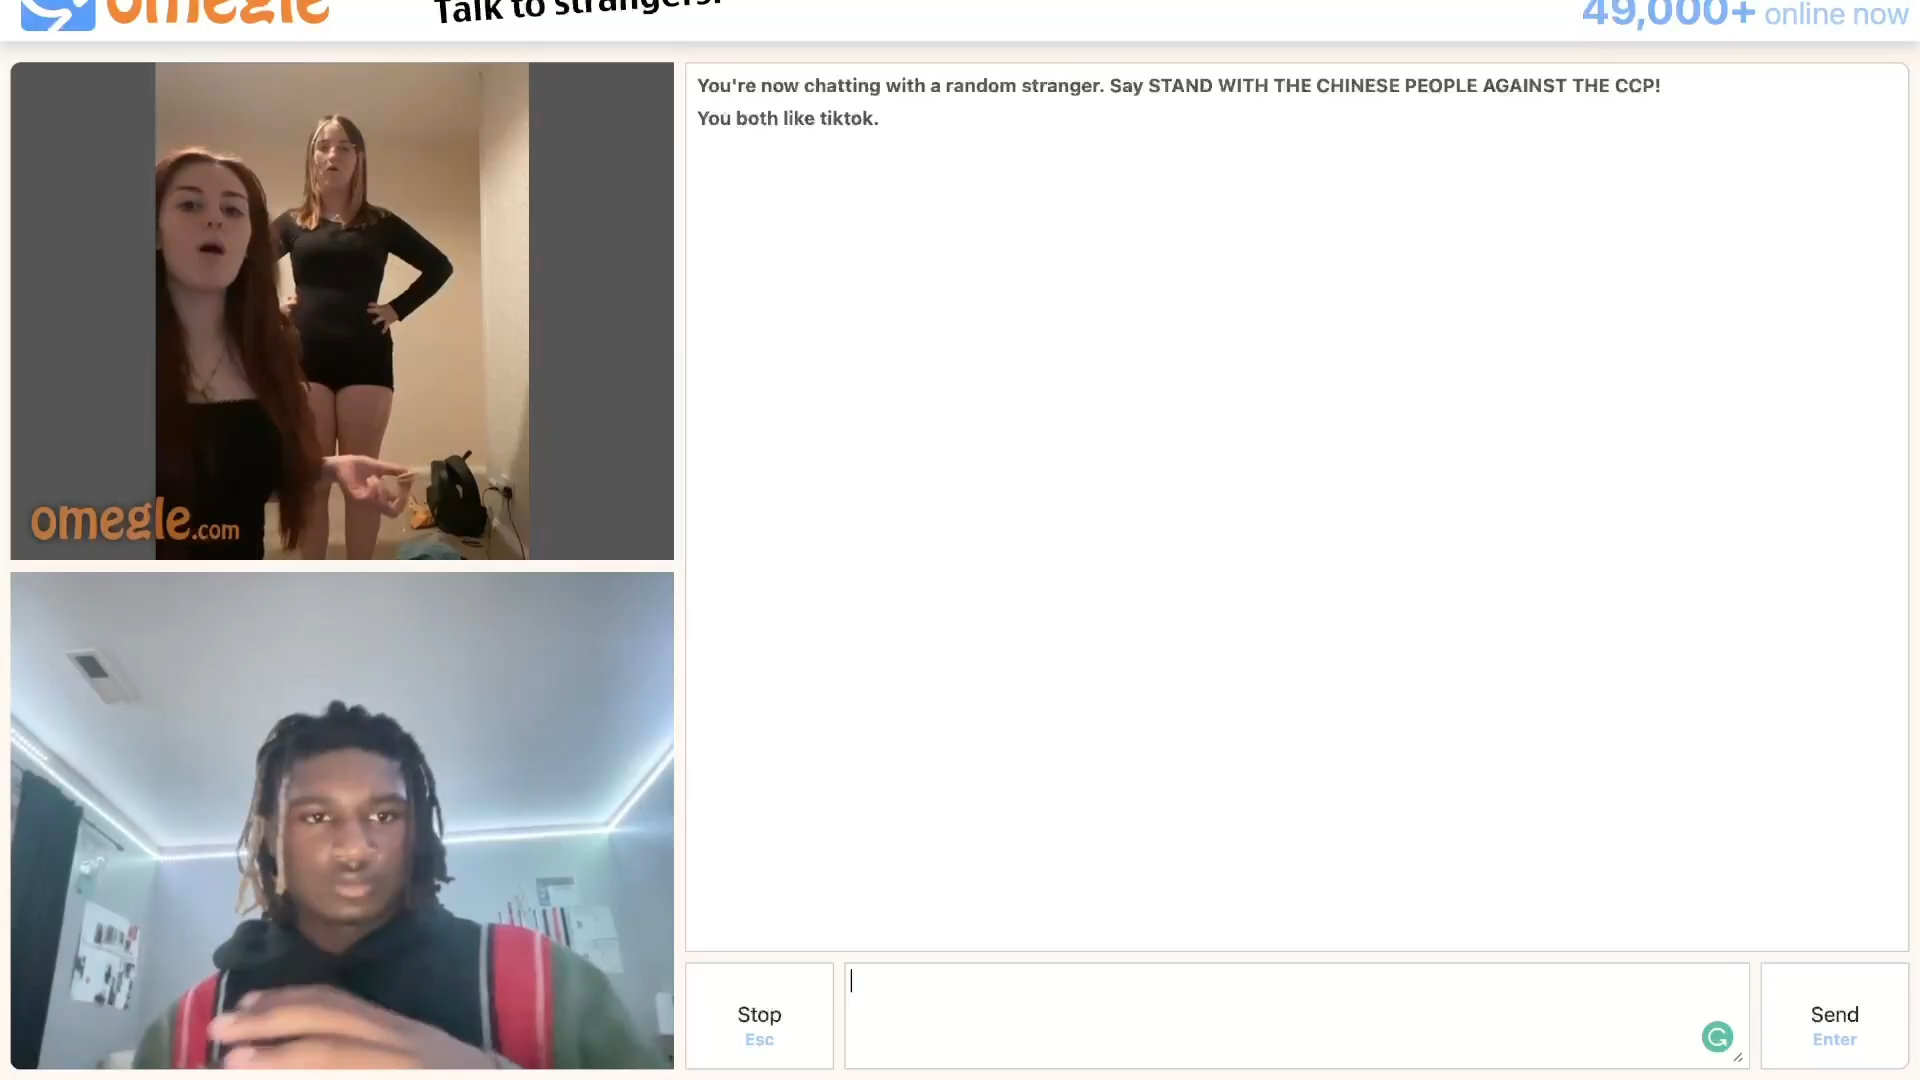 omegle
Talk to strangers!
49,000+ online now
You're now chatting with a random stranger. Say STAND WITH THE CHINESE PEOPLE AGAINST THE CCP!
You both like tiktok.
omegle.com
Stop
Esc
Send
Enter